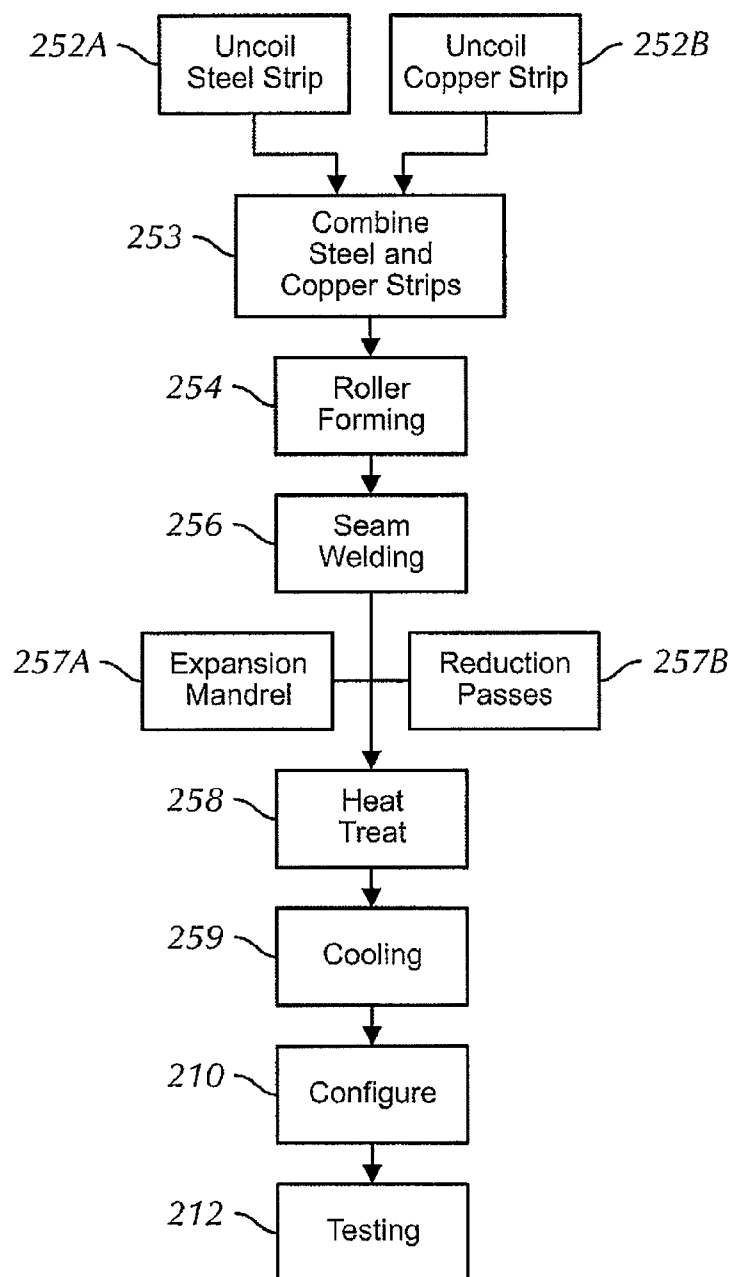 252A
Uncoil
Steel Strip
Uncoil
Copper Strip
252B
253
Combine
Steel and
Copper Strips
254
Roller
Forming
256
Seam
Welding
257A
Expansion
Mandrel
Reduction
Passes
257B
258
Heat
Treat
259
Cooling
210
Configure
212
Testing